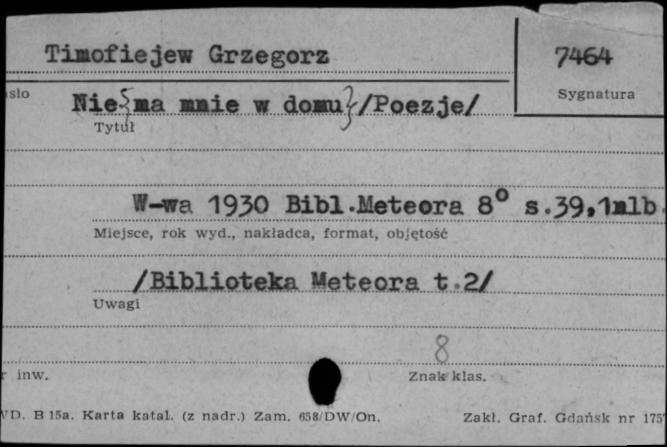 Timofiejew Grzegorz
7464
Sygnatura
Nie ma mnie w domu /Poezje/
Tytuł
W-wa 1930 Bibl.Meteora 8° s.39,1nlb.
Miejsce, rok wyd., nakładca, format, objętość
/Biblioteka Meteora t.2/
Uwagi
8
inw.
Znak klas.
B 15a. Karta katal. (z nadr.) Zam. 658/DW/On.
Zakł. Graf. Gdańsk nr 175